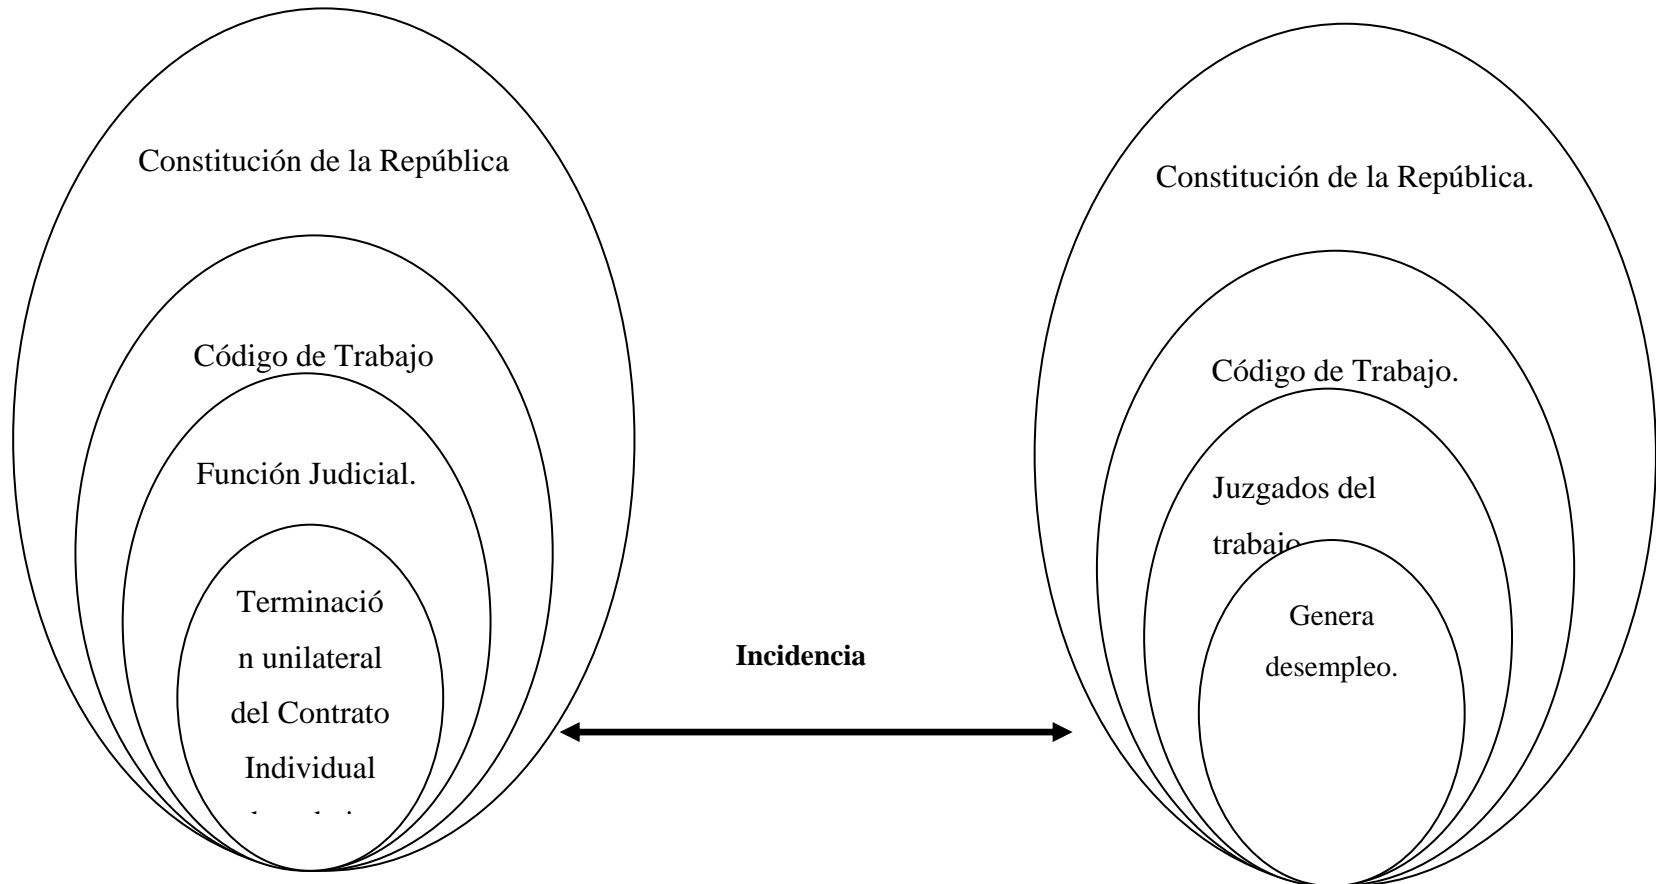 Constitución de la República
Código de Trabajo
Función Judicial.
Terminació
n unilateral
del Contrato
Individual
Incidencia
Constitución de la República.
Código de Trabajo.
Juzgados del
trabajo
Genera
desempleo.